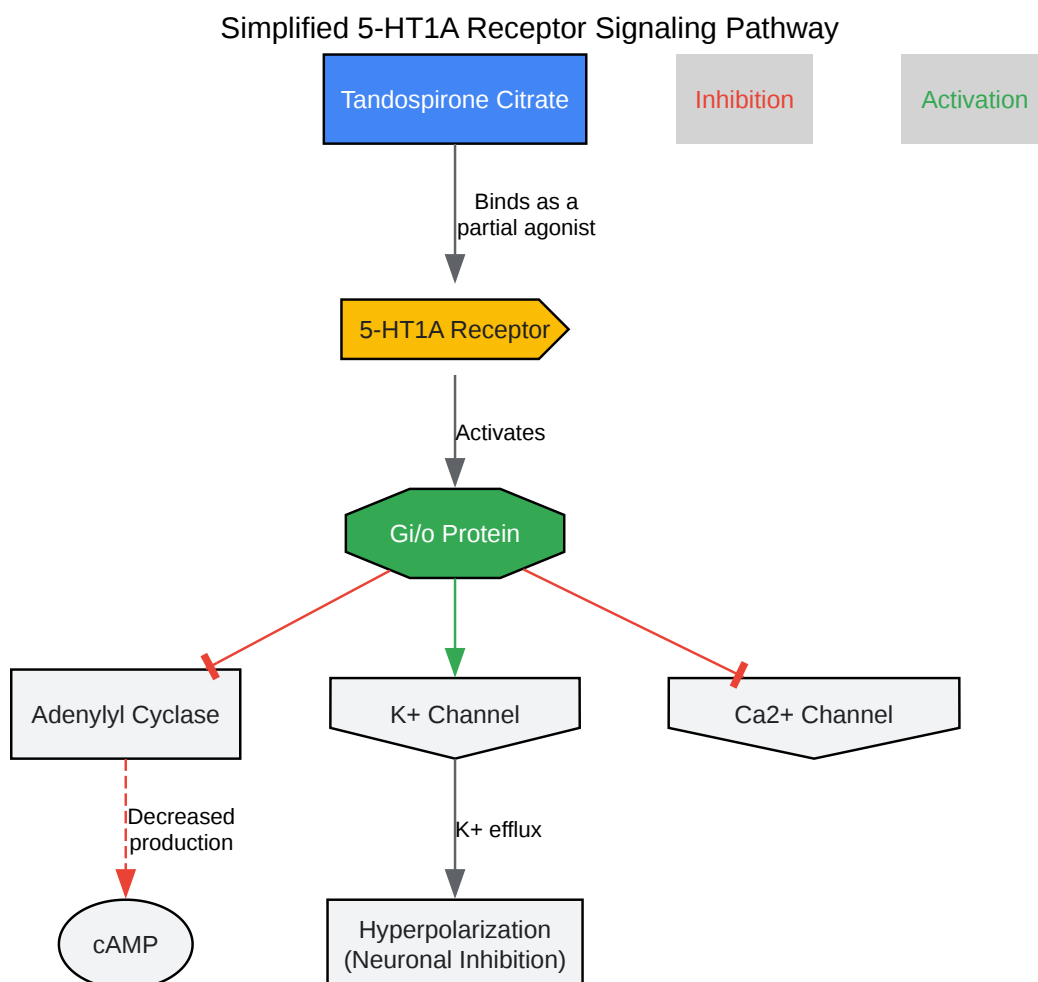 Simplified 5-HT1A Receptor Signaling Pathway
Tandospirone Citrate
Inhibition
Activation
Binds as a
partial agonist
5-HT1A Receptor
Activates
Gi/o Protein
Adenylyl Cyclase
K+ Channel
Ca2+ Channel
Decreased
production
K+ efflux
cAMP
Hyperpolarization
(Neuronal Inhibition)